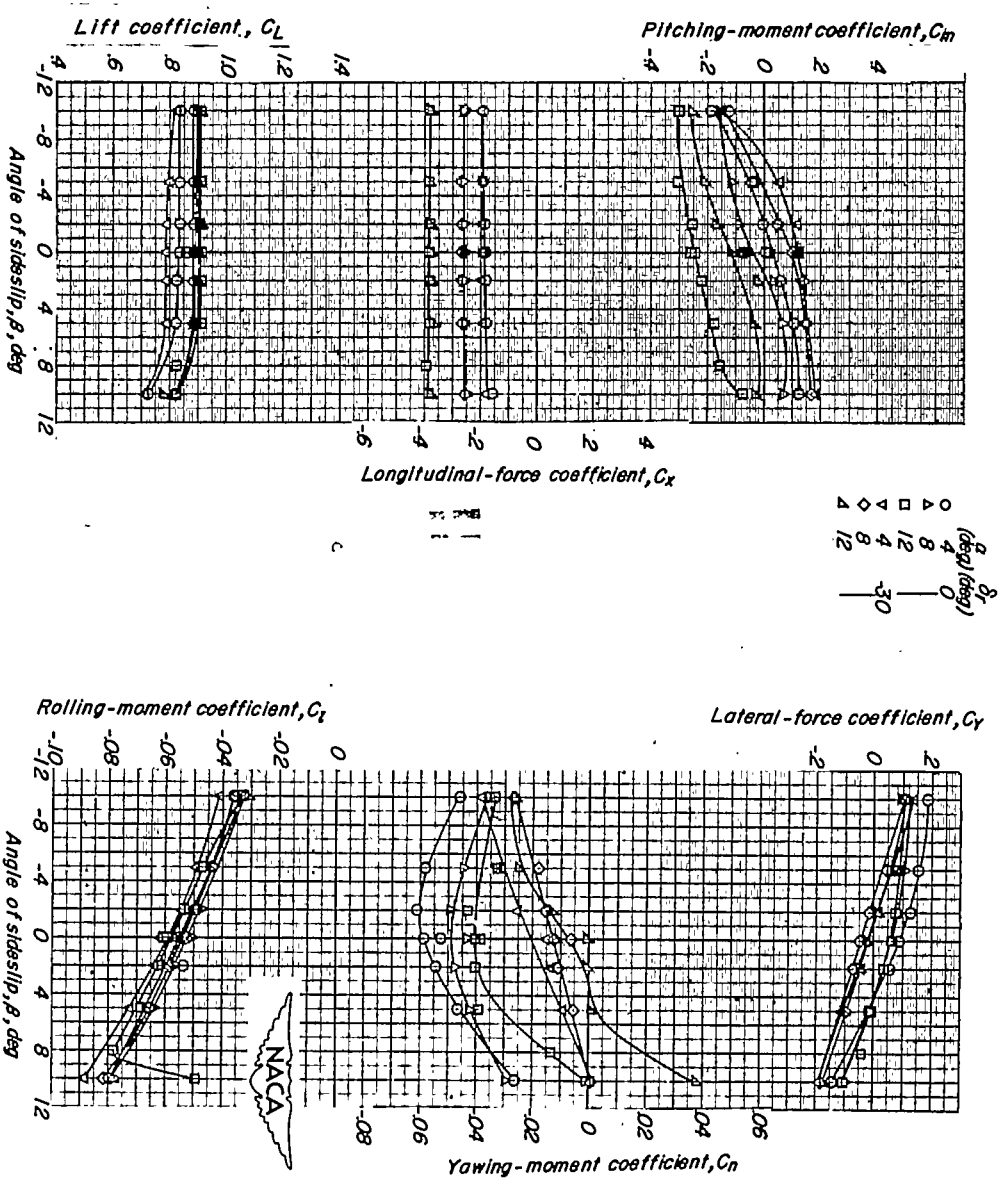 Lift coefficient, C_L
.4 .6 .8 1.0 1.2 1.4
Pitching-moment coefficient, C_m
-.4 -.2 0 .2 .4
-12 -8 -4 0 4 8 12
Angle of sideslip, β, deg
-.6 -.4 -.2 0 .2 .4
Longitudinal-force coefficient, C_X
α (deg) δr (deg)
○ 4 0
8
□ 12
4 -30
◇ 8
12
Rolling-moment coefficient, C_l
-.10 -.08 -.06 -.04 -.02 0
Lateral-force coefficient, C_Y
-.2 0 .2
-12 -8 -4 0 4 8 12
Angle of sideslip, β, deg
NACA
-.08 -.06 -.04 -.02 0 .02 .04 .06
Yawing-moment coefficient, C_n